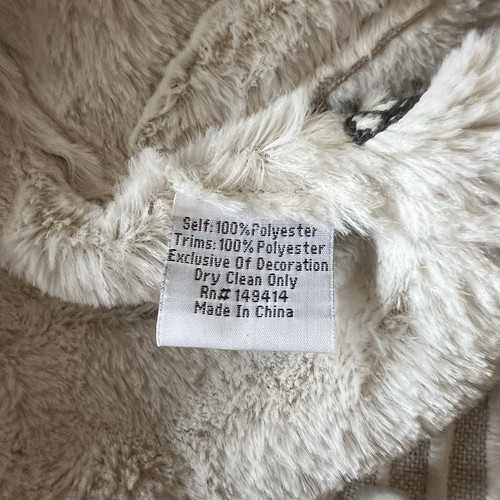 Self: 100% Polyester
Trims: 100% Polyester
Exclusive Of Decoration
Dry Clean Only
Rn# 149414
Made In China